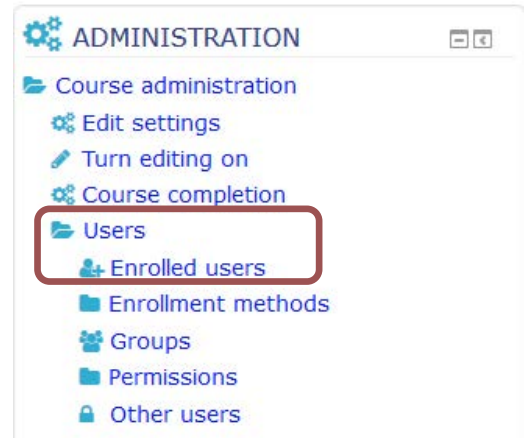 ADMINISTRATION
Course administration
Edit settings
Turn editing on
Course completion
Users
Enrolled users
Enrollment methods
Groups
Permissions
Other users